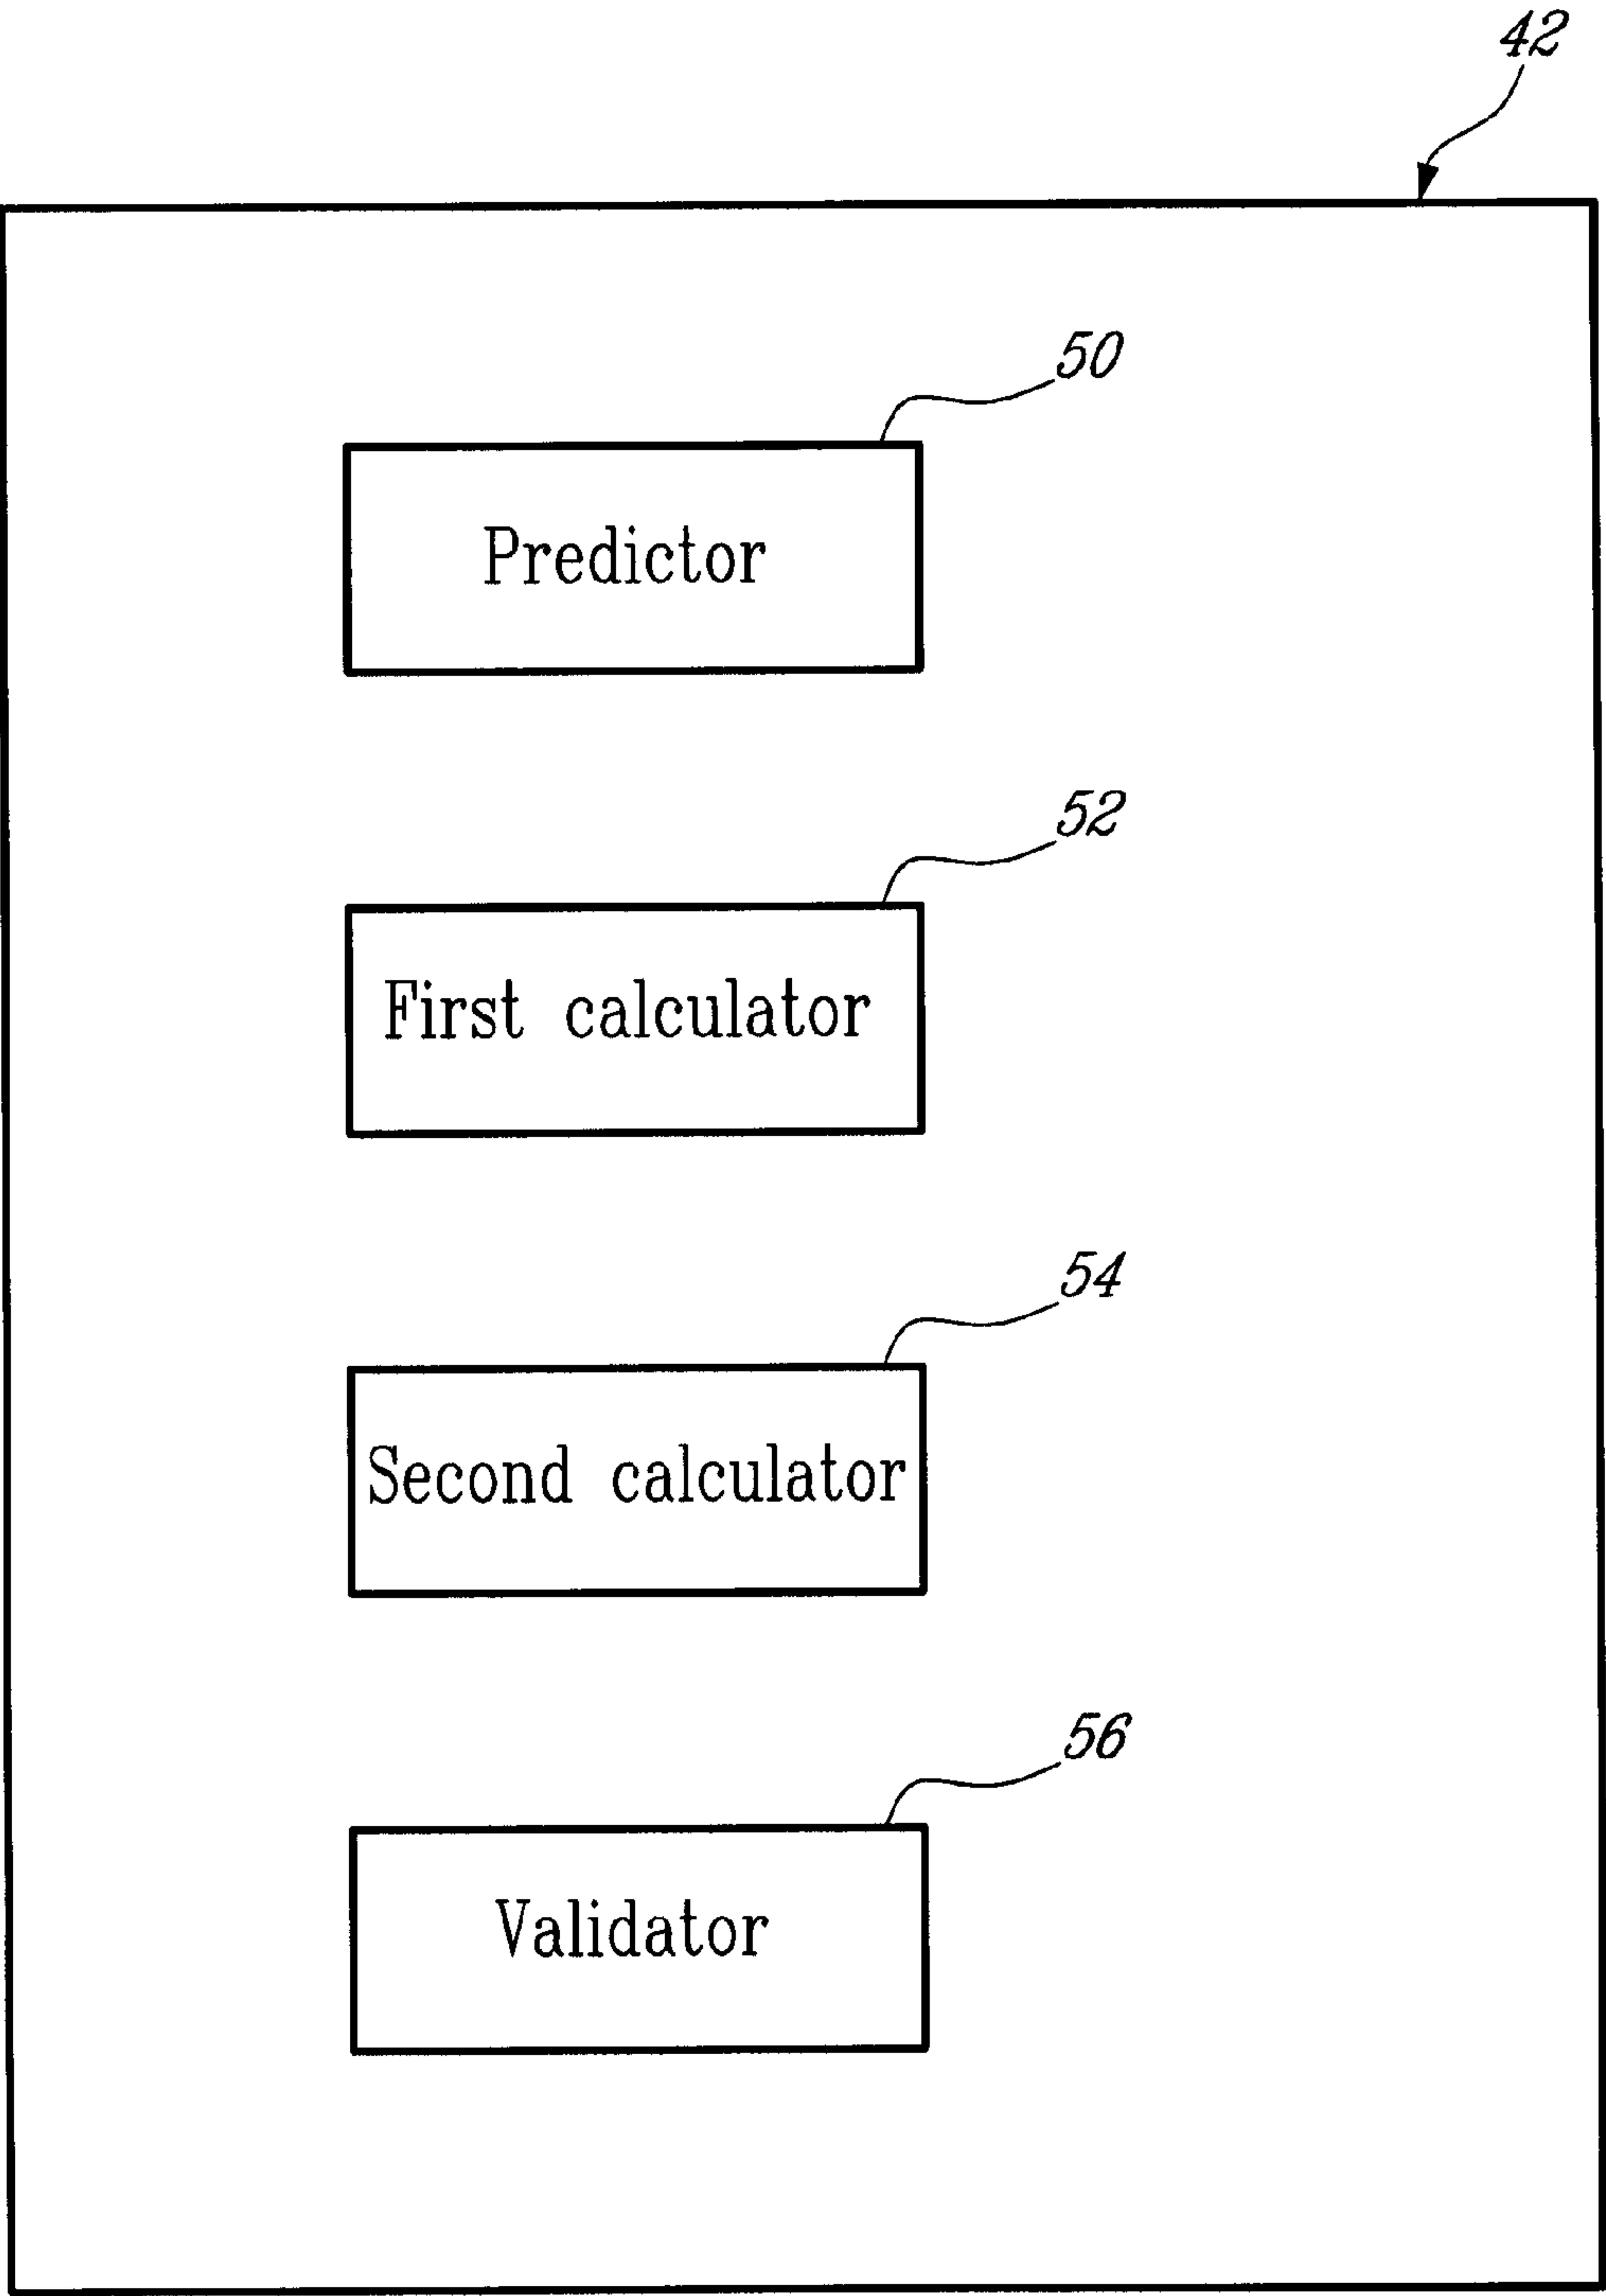 42
50
Predictor
52
First calculator
54
Second calculator
56
Validator